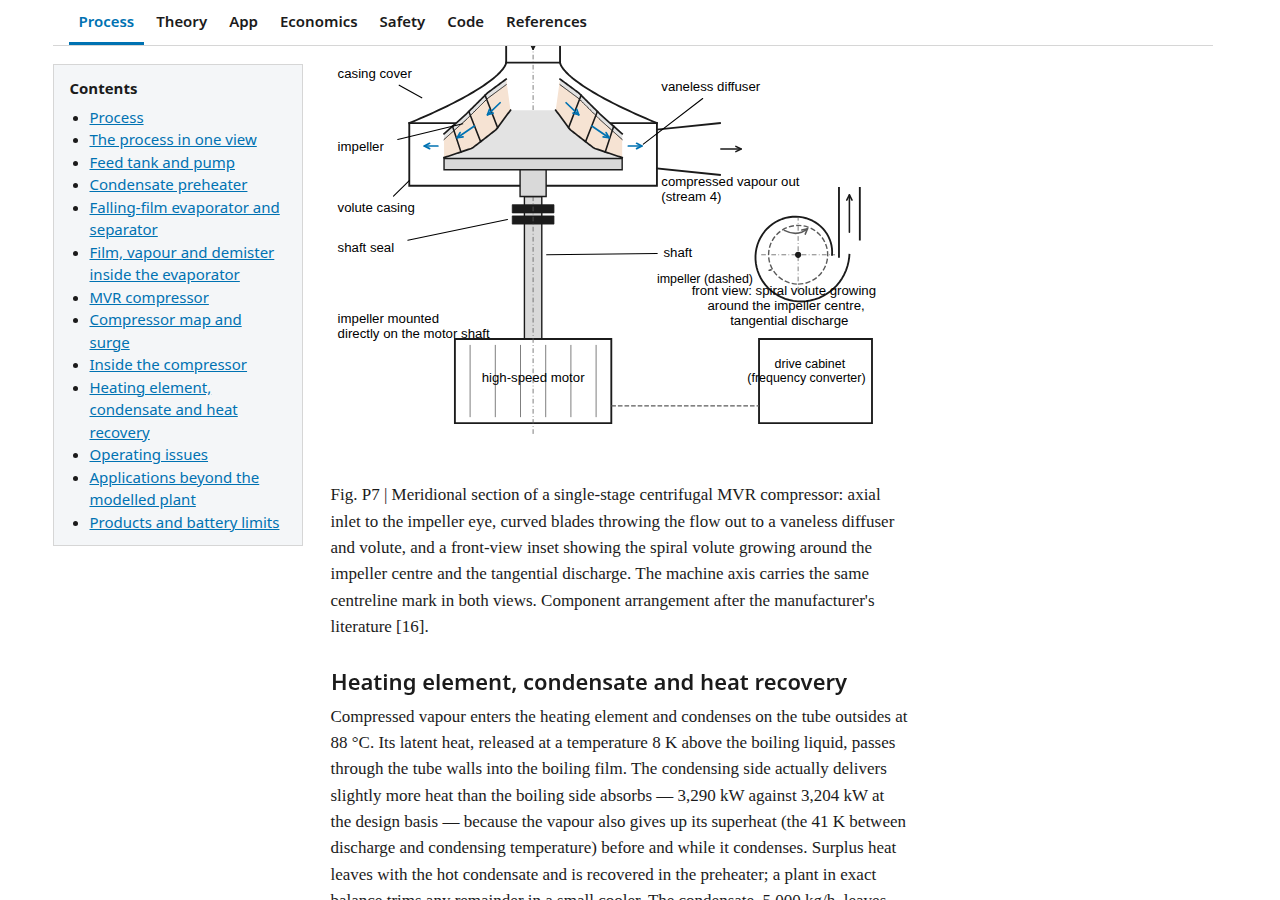 Process Theory App Economics Safety Code References
Contents
Process
The process in one view
Feed tank and pump
Condensate preheater
Falling-film evaporator and
separator
Film, vapour and demister
inside the evaporator
MVR compressor
Compressor map and
surge
Inside the compressor
Heating element,
condensate and heat
recovery
Operating issues
Applications beyond the
modelled plant
Products and battery limits
casing cover
vaneless diffuser
impeller
compressed vapour out
(stream 4)
volute casing
shaft seal
shaft
impeller (dashed)
front view: spiral volute growing
around the impeller centre,
tangential discharge
impeller mounted
directly on the motor shaft
high-speed motor
drive cabinet
(frequency converter)
Fig. P7 | Meridional section of a single-stage centrifugal MVR compressor: axial
inlet to the impeller eye, curved blades throwing the flow out to a vaneless diffuser
and volute, and a front-view inset showing the spiral volute growing around the
impeller centre and the tangential discharge. The machine axis carries the same
centreline mark in both views. Component arrangement after the manufacturer's
literature [16].
Heating element, condensate and heat recovery
Compressed vapour enters the heating element and condenses on the tube outsides at
88 °C. Its latent heat, released at a temperature 8 K above the boiling liquid, passes
through the tube walls into the boiling film. The condensing side actually delivers
slightly more heat than the boiling side absorbs — 3,290 kW against 3,204 kW at
the design basis — because the vapour also gives up its superheat (the 41 K between
discharge and condensing temperature) before and while it condenses. Surplus heat
leaves with the hot condensate and is recovered in the preheater; a plant in exact
balance trims any remainder in a small cooler. The condensate, 5,000 kg/h, leaves